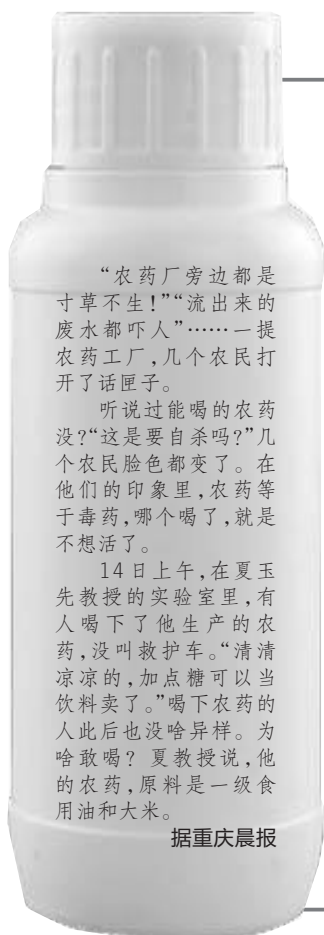 “农药厂旁边都是
寸草不生!”“流出来的
废水都吓人”……一提
农药工厂,几个农民打
开了话匣子。
听说过能喝的农药
没?“这是要自杀吗?”几
个农民脸色都变了。在
他们的印象里,农药等
于毒药,哪个喝了,就是
不想活了。
14日上午,在夏玉
先教授的实验室里,有
人喝下了他生产的农
药,没叫救护车。“清清
凉凉的,加点糖可以当
饮料卖了。”喝下农药的
人此后也没啥异样。为
啥敢喝? 夏教授说,他
的农药,原料是一级食
用油和大米。
据重庆晨报